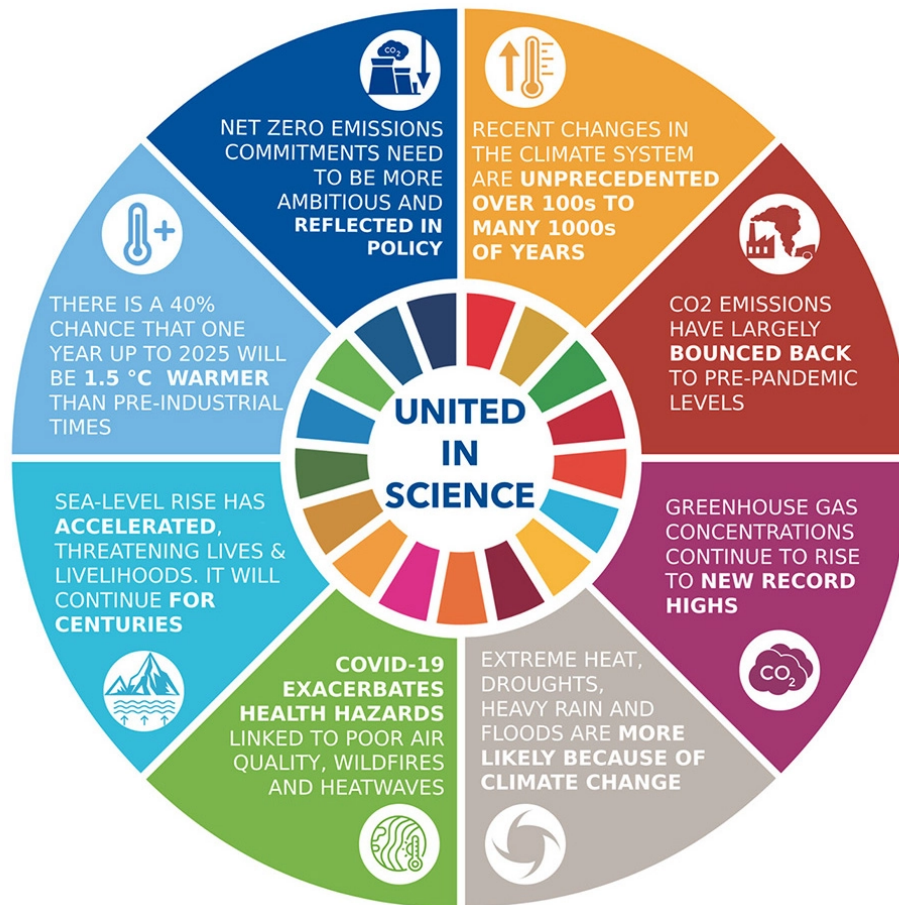 NET ZERO EMISSIONS
COMMITMENTS NEED
TO BE MORE
AMBITIOUS AND
REFLECTED IN
POLICY
CO2
RECENT CHANGES IN
THE CLIMATE SYSTEM
ARE UNPRECEDENTED
OVER 100s TO
MANY 1000s
OF YEARS
CO2 EMISSIONS
HAVE LARGELY
BOUNCED BACK
TO PRE-PANDEMIC
LEVELS
GREENHOUSE GAS
CONCENTRATIONS
CONTINUE TO RISE
TO NEW RECORD
HIGHS
CO2
EXTREME HEAT,
DROUGHTS,
HEAVY RAIN AND
FLOODS ARE MORE
LIKELY BECAUSE OF
CLIMATE CHANGE
COVID-19
EXACERBATES
HEALTH HAZARDS
LINKED TO POOR AIR
QUALITY, WILDFIRES
AND HEATWAVES
SEA-LEVEL RISE HAS
ACCELERATED,
THREATENING LIVES &
LIVELIHOODS. IT WILL
CONTINUE FOR
CENTURIES
THERE IS A 40%
CHANCE THAT ONE
YEAR UP TO 2025 WILL
BE 1.5 °C WARMER
THAN PRE-INDUSTRIAL
TIMES
UNITED
IN
SCIENCE